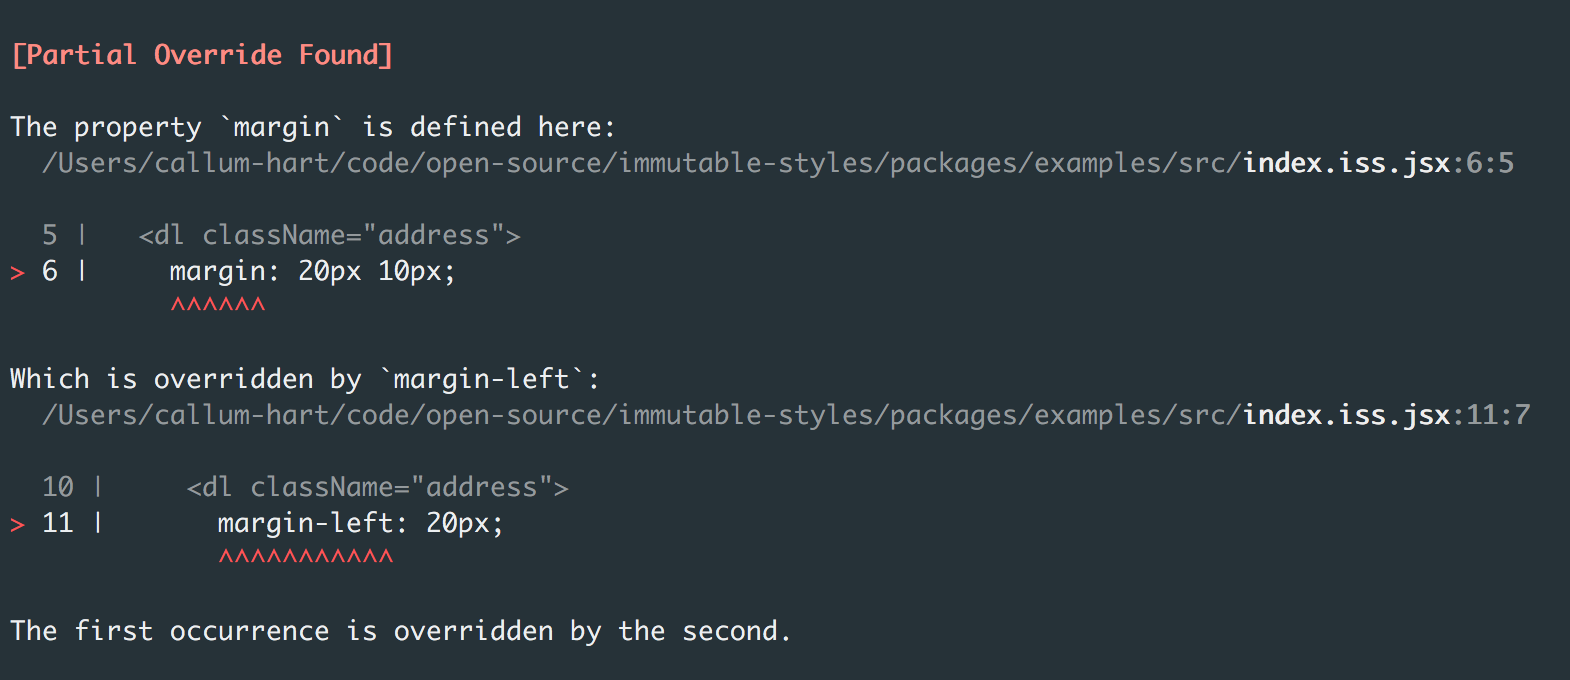 [Partial Override Found]
The property `margin` is defined here:
/Users/callum-hart/code/open-source/immutable-styles/packages/examples/src/index.iss.jsx:6:5
5 |   <dl className="address">
> 6 |     margin: 20px 10px;
^^^^^^
Which is overridden by `margin-left`:
/Users/callum-hart/code/open-source/immutable-styles/packages/examples/src/index.iss.jsx:11:7
10 |     <dl className="address">
> 11 |       margin-left: 20px;
^^^^^^^^^^^
The first occurrence is overridden by the second.